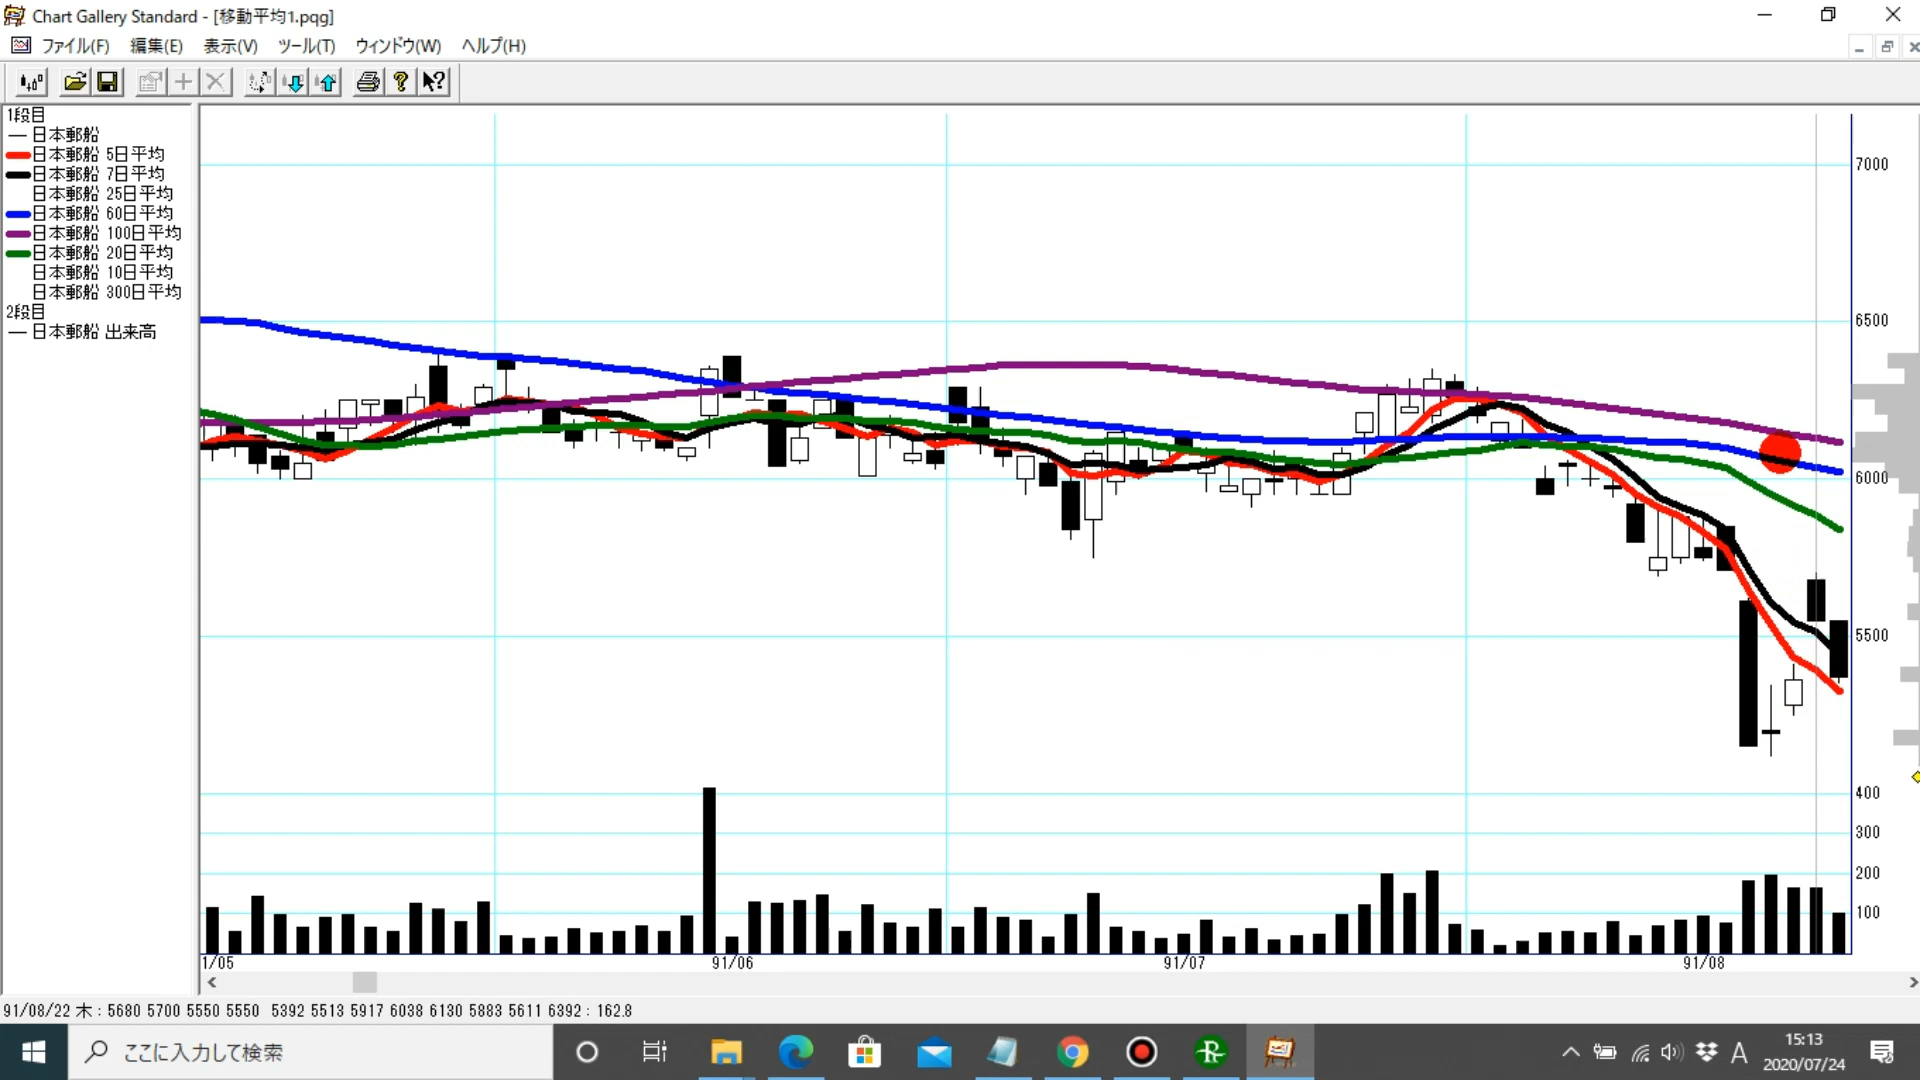 Chart Gallery Standard - [移動平均1.pqg]
ファイル(F) 編集(E) 表示(V) ツール(T) ウィンドウ(W) ヘルプ(H)
1段目
日本郵船
日本郵船 5日平均
日本郵船 7日平均
日本郵船 25日平均
日本郵船 60日平均
日本郵船 100日平均
日本郵船 20日平均
日本郵船 10日平均
日本郵船 300日平均
2段目
日本郵船 出来高
7000
6500
6000
5500
400
300
200
100
1/05 91/06 91/07 91/08
91/08/22 木 : 5680 5700 5550 5550 5392 5513 5917 6038 6130 5883 5611 6392 : 162.8
ここに入力して検索
A
15:13
2020/07/24